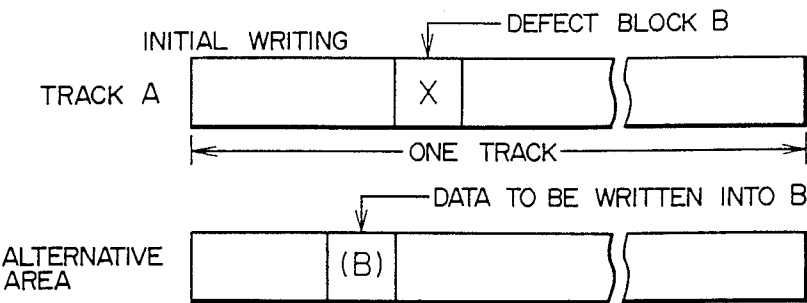 DEFECT BLOCK B
INITIAL WRITING
TRACK A
X
ONE TRACK
DATA TO BE WRITTEN INTO B
ALTERNATIVE
AREA
(B)